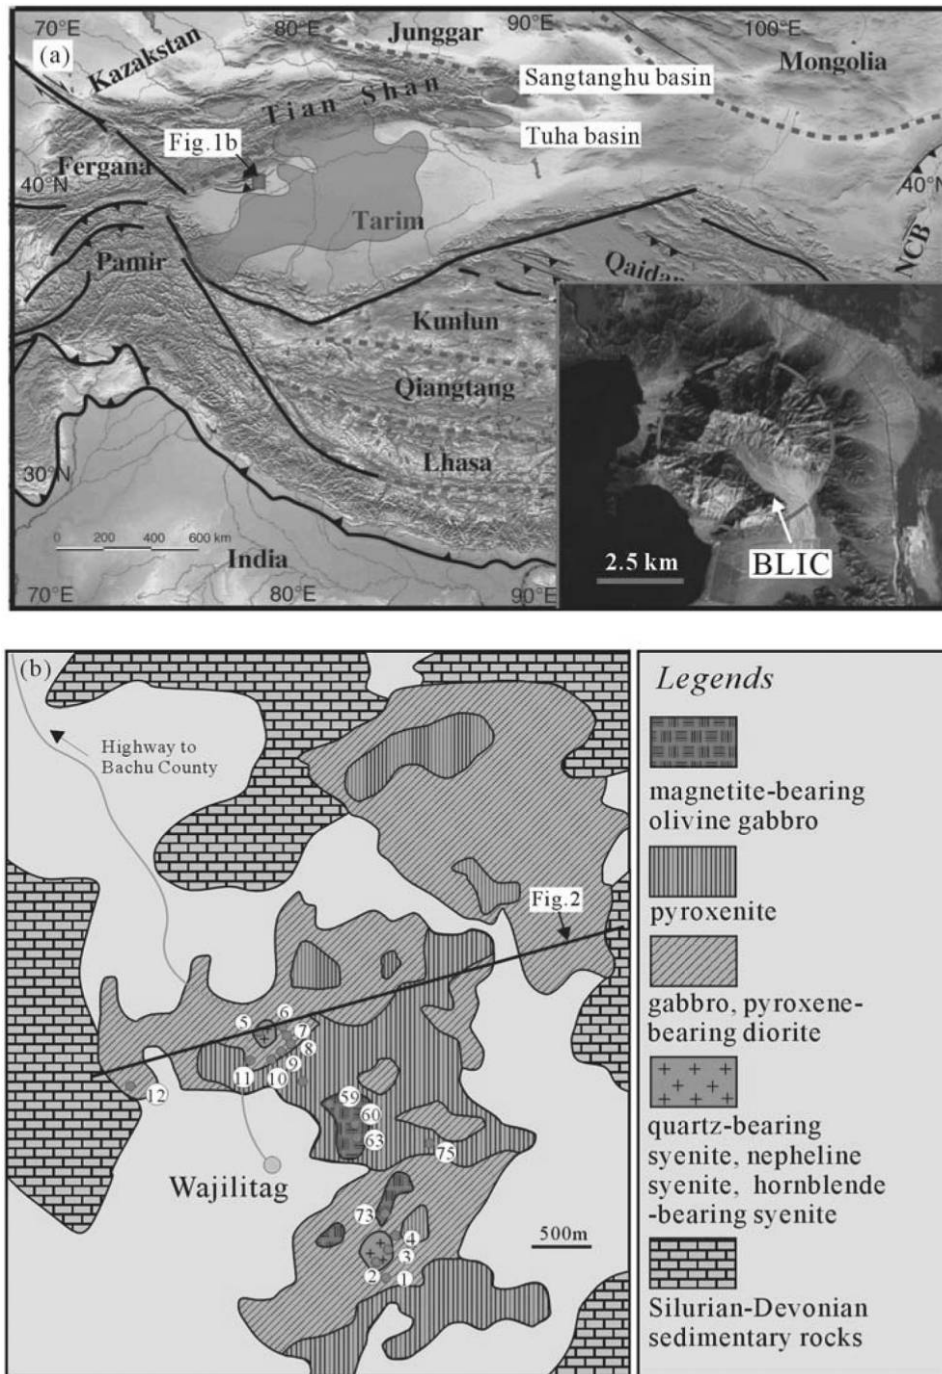 70°E
80°E
90°E
100°E
(a)
Kazakstan
Junggar
Mongolia
Sangtanghu basin
Tian Shan
Fig.1b
Tuha basin
Fergana
40°N
40°N
Tarim
NCB
Pamir
Qaidam
Kunlun
Qiangtang
Lhasa
30°N
0 200 400 600 km
India
2.5 km
BLIC
70°E
80°E
90°E
(b)
Legends
Highway to
Bachu County
magnetite-bearing
olivine gabbro
pyroxenite
Fig.2
gabbro, pyroxene-
bearing diorite
5
6
7
8
9
10
11
12
59
60
63
75
Wajilitag
73
4
3
2
1
500m
quartz-bearing
syenite, nepheline
syenite, hornblende
-bearing syenite
Silurian-Devonian
sedimentary rocks